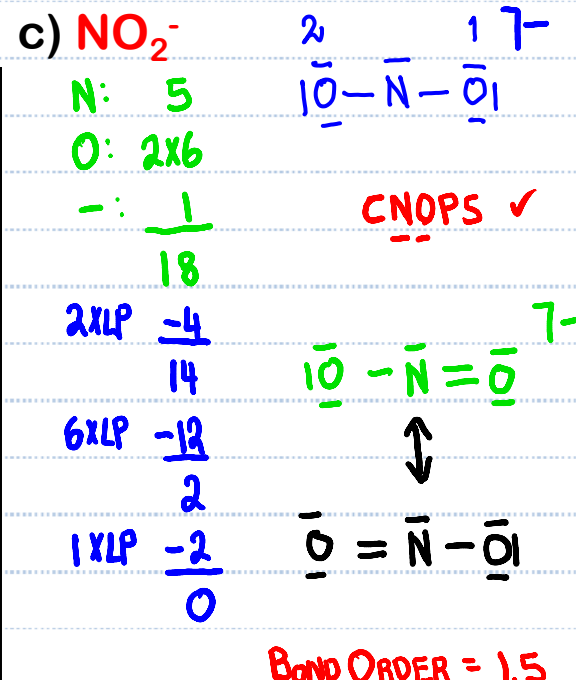 c) NO₂⁻
2 1 ⌉−
|O — N — O|
N: 5
O: 2x6
−: 1
18
CNOPS ✓
2xLP −4
14
⌉−
|O − N = O
6xLP −12
2
1xLP −2
O = N − O|
0
BOND ORDER = 1.5